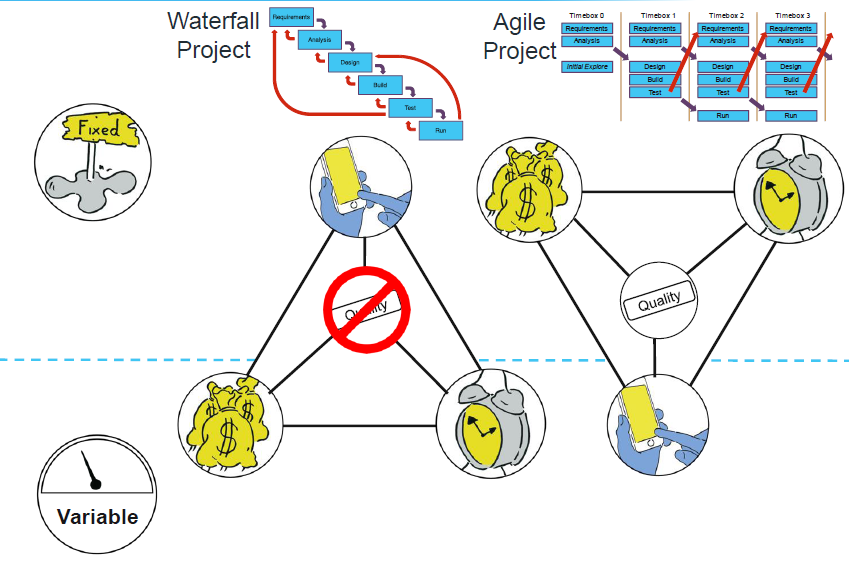 Waterfall
Project
Requirements
Analysis
Design
Build
Test
Run
Agile
Project
Timebox 0
Timebox 1
Timebox 2
Timebox 3
Requirements
Requirements
Requirements
Requirements
Analysis
Analysis
Analysis
Analysis
Initial Explore
Design
Design
Design
Build
Build
Build
Test
Test
Test
Run
Run
Fixed
$
$
Quality
Quality
$
$
Variable